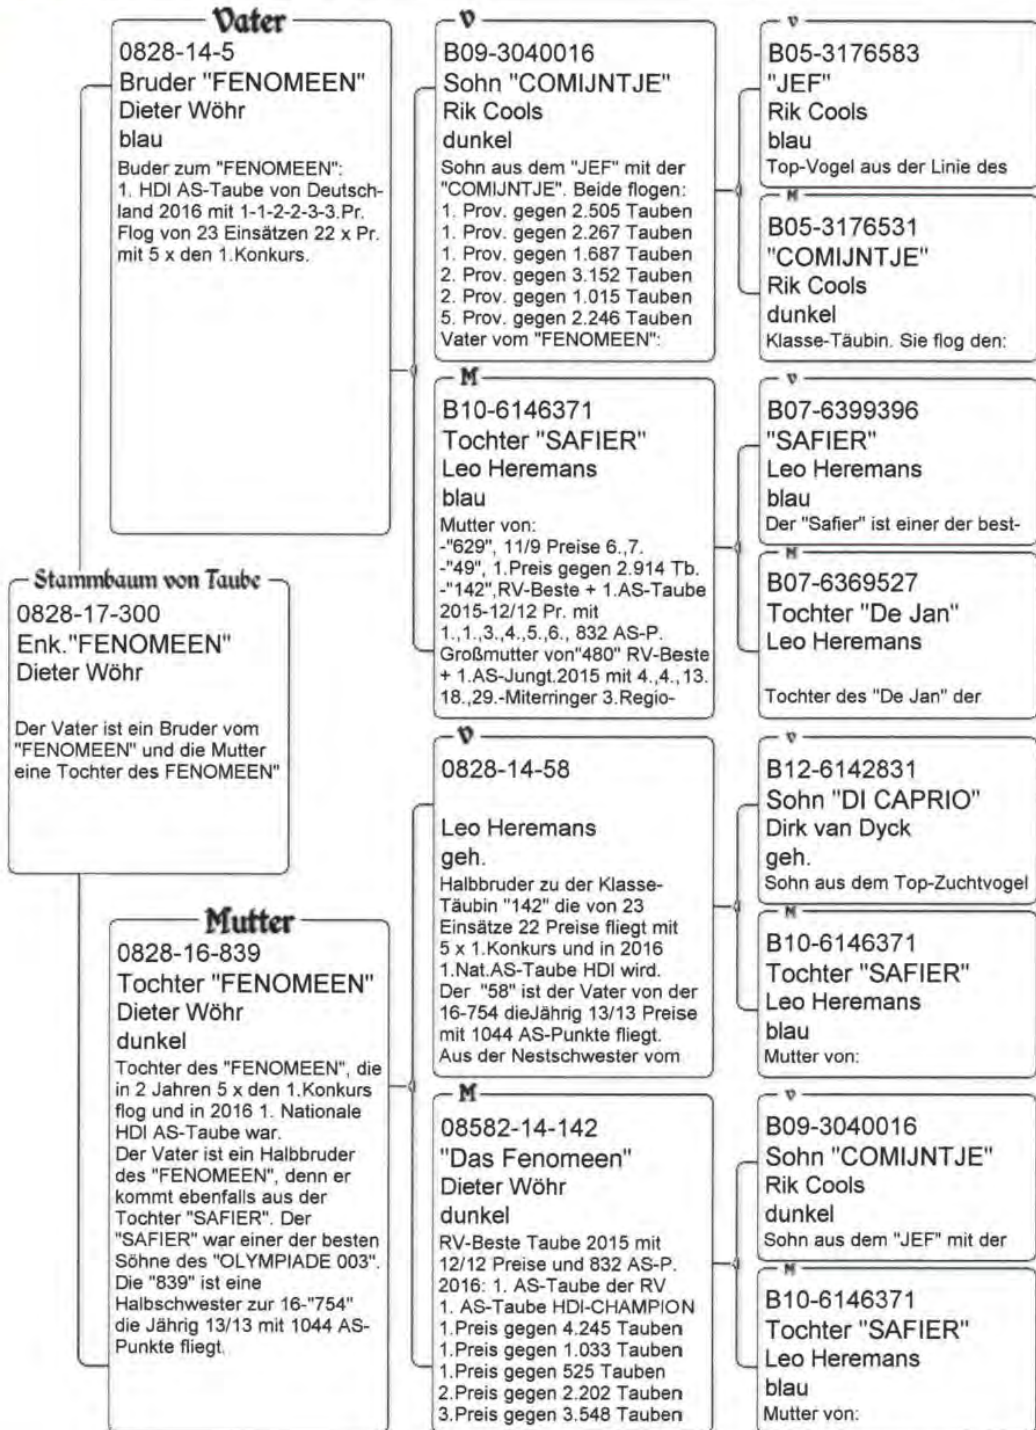 Stammbaum von Taube
0828-17-300
Enk."FENOMEEN"
Dieter Wöhr
Der Vater ist ein Bruder vom
"FENOMEEN" und die Mutter
eine Tochter des FENOMEEN"
Vater
0828-14-5
Bruder "FENOMEEN"
Dieter Wöhr
blau
Buder zum "FENOMEEN":
1. HDI AS-Taube von Deutsch-
land 2016 mit 1-1-2-2-3-3.Pr.
Flog von 23 Einsätzen 22 x Pr.
mit 5 x den 1.Konkurs.
Mutter
0828-16-839
Tochter "FENOMEEN"
Dieter Wöhr
dunkel
Tochter des "FENOMEEN", die
in 2 Jahren 5 x den 1.Konkurs
flog und in 2016 1. Nationale
HDI AS-Taube war.
Der Vater ist ein Halbbruder
des "FENOMEEN", denn er
kommt ebenfalls aus der
Tochter "SAFIER". Der
"SAFIER" war einer der besten
Söhne des "OLYMPIADE 003".
Die "839" ist eine
Halbschwester zur 16-"754"
die Jährig 13/13 mit 1044 AS-
Punkte fliegt.
V
B09-3040016
Sohn "COMIJNTJE"
Rik Cools
dunkel
Sohn aus dem "JEF" mit der
"COMIJNTJE". Beide flogen:
1. Prov. gegen 2.505 Tauben
1. Prov. gegen 2.267 Tauben
1. Prov. gegen 1.687 Tauben
2. Prov. gegen 3.152 Tauben
2. Prov. gegen 1.015 Tauben
5. Prov. gegen 2.246 Tauben
Vater vom "FENOMEEN":
M
B10-6146371
Tochter "SAFIER"
Leo Heremans
blau
Mutter von:
-"629", 11/9 Preise 6.,7.
-"49", 1.Preis gegen 2.914 Tb.
-"142",RV-Beste + 1.AS-Taube
2015-12/12 Pr. mit
1.,1.,3.,4.,5.,6., 832 AS-P.
Großmutter von"480" RV-Beste
+ 1.AS-Jungt.2015 mit 4.,4.,13.
18.,29.-Miterringer 3.Regio-
V
0828-14-58
Leo Heremans
geh.
Halbbruder zu der Klasse-
Täubin "142" die von 23
Einsätze 22 Preise fliegt mit
5 x 1.Konkurs und in 2016
1.Nat.AS-Taube HDI wird.
Der "58" ist der Vater von der
16-754 dieJährig 13/13 Preise
mit 1044 AS-Punkte fliegt.
Aus der Nestschwester vom
M
08582-14-142
"Das Fenomeen"
Dieter Wöhr
dunkel
RV-Beste Taube 2015 mit
12/12 Preise und 832 AS-P.
2016: 1. AS-Taube der RV
1. AS-Taube HDI-CHAMPION
1.Preis gegen 4.245 Tauben
1.Preis gegen 1.033 Tauben
1.Preis gegen 525 Tauben
2.Preis gegen 2.202 Tauben
3.Preis gegen 3.548 Tauben
V
B05-3176583
"JEF"
Rik Cools
blau
Top-Vogel aus der Linie des
M
B05-3176531
"COMIJNTJE"
Rik Cools
dunkel
Klasse-Täubin. Sie flog den:
V
B07-6399396
"SAFIER"
Leo Heremans
blau
Der "Safier" ist einer der best-
M
B07-6369527
Tochter "De Jan"
Leo Heremans
Tochter des "De Jan" der
V
B12-6142831
Sohn "DI CAPRIO"
Dirk van Dyck
geh.
Sohn aus dem Top-Zuchtvogel
M
B10-6146371
Tochter "SAFIER"
Leo Heremans
blau
Mutter von:
V
B09-3040016
Sohn "COMIJNTJE"
Rik Cools
dunkel
Sohn aus dem "JEF" mit der
M
B10-6146371
Tochter "SAFIER"
Leo Heremans
blau
Mutter von: